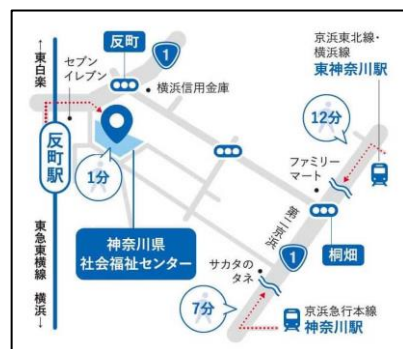 京浜東北線・
横浜線
東神奈川駅
反町
1
セブン
イレブン
横浜信用金庫
←東白楽
12分
反町駅
1分
ファミリー
マート
第二京浜
桐畑
神奈川県
社会福祉センター
東急東横線 横浜→
サカタの
タネ
1
7分
京浜急行本線
神奈川駅